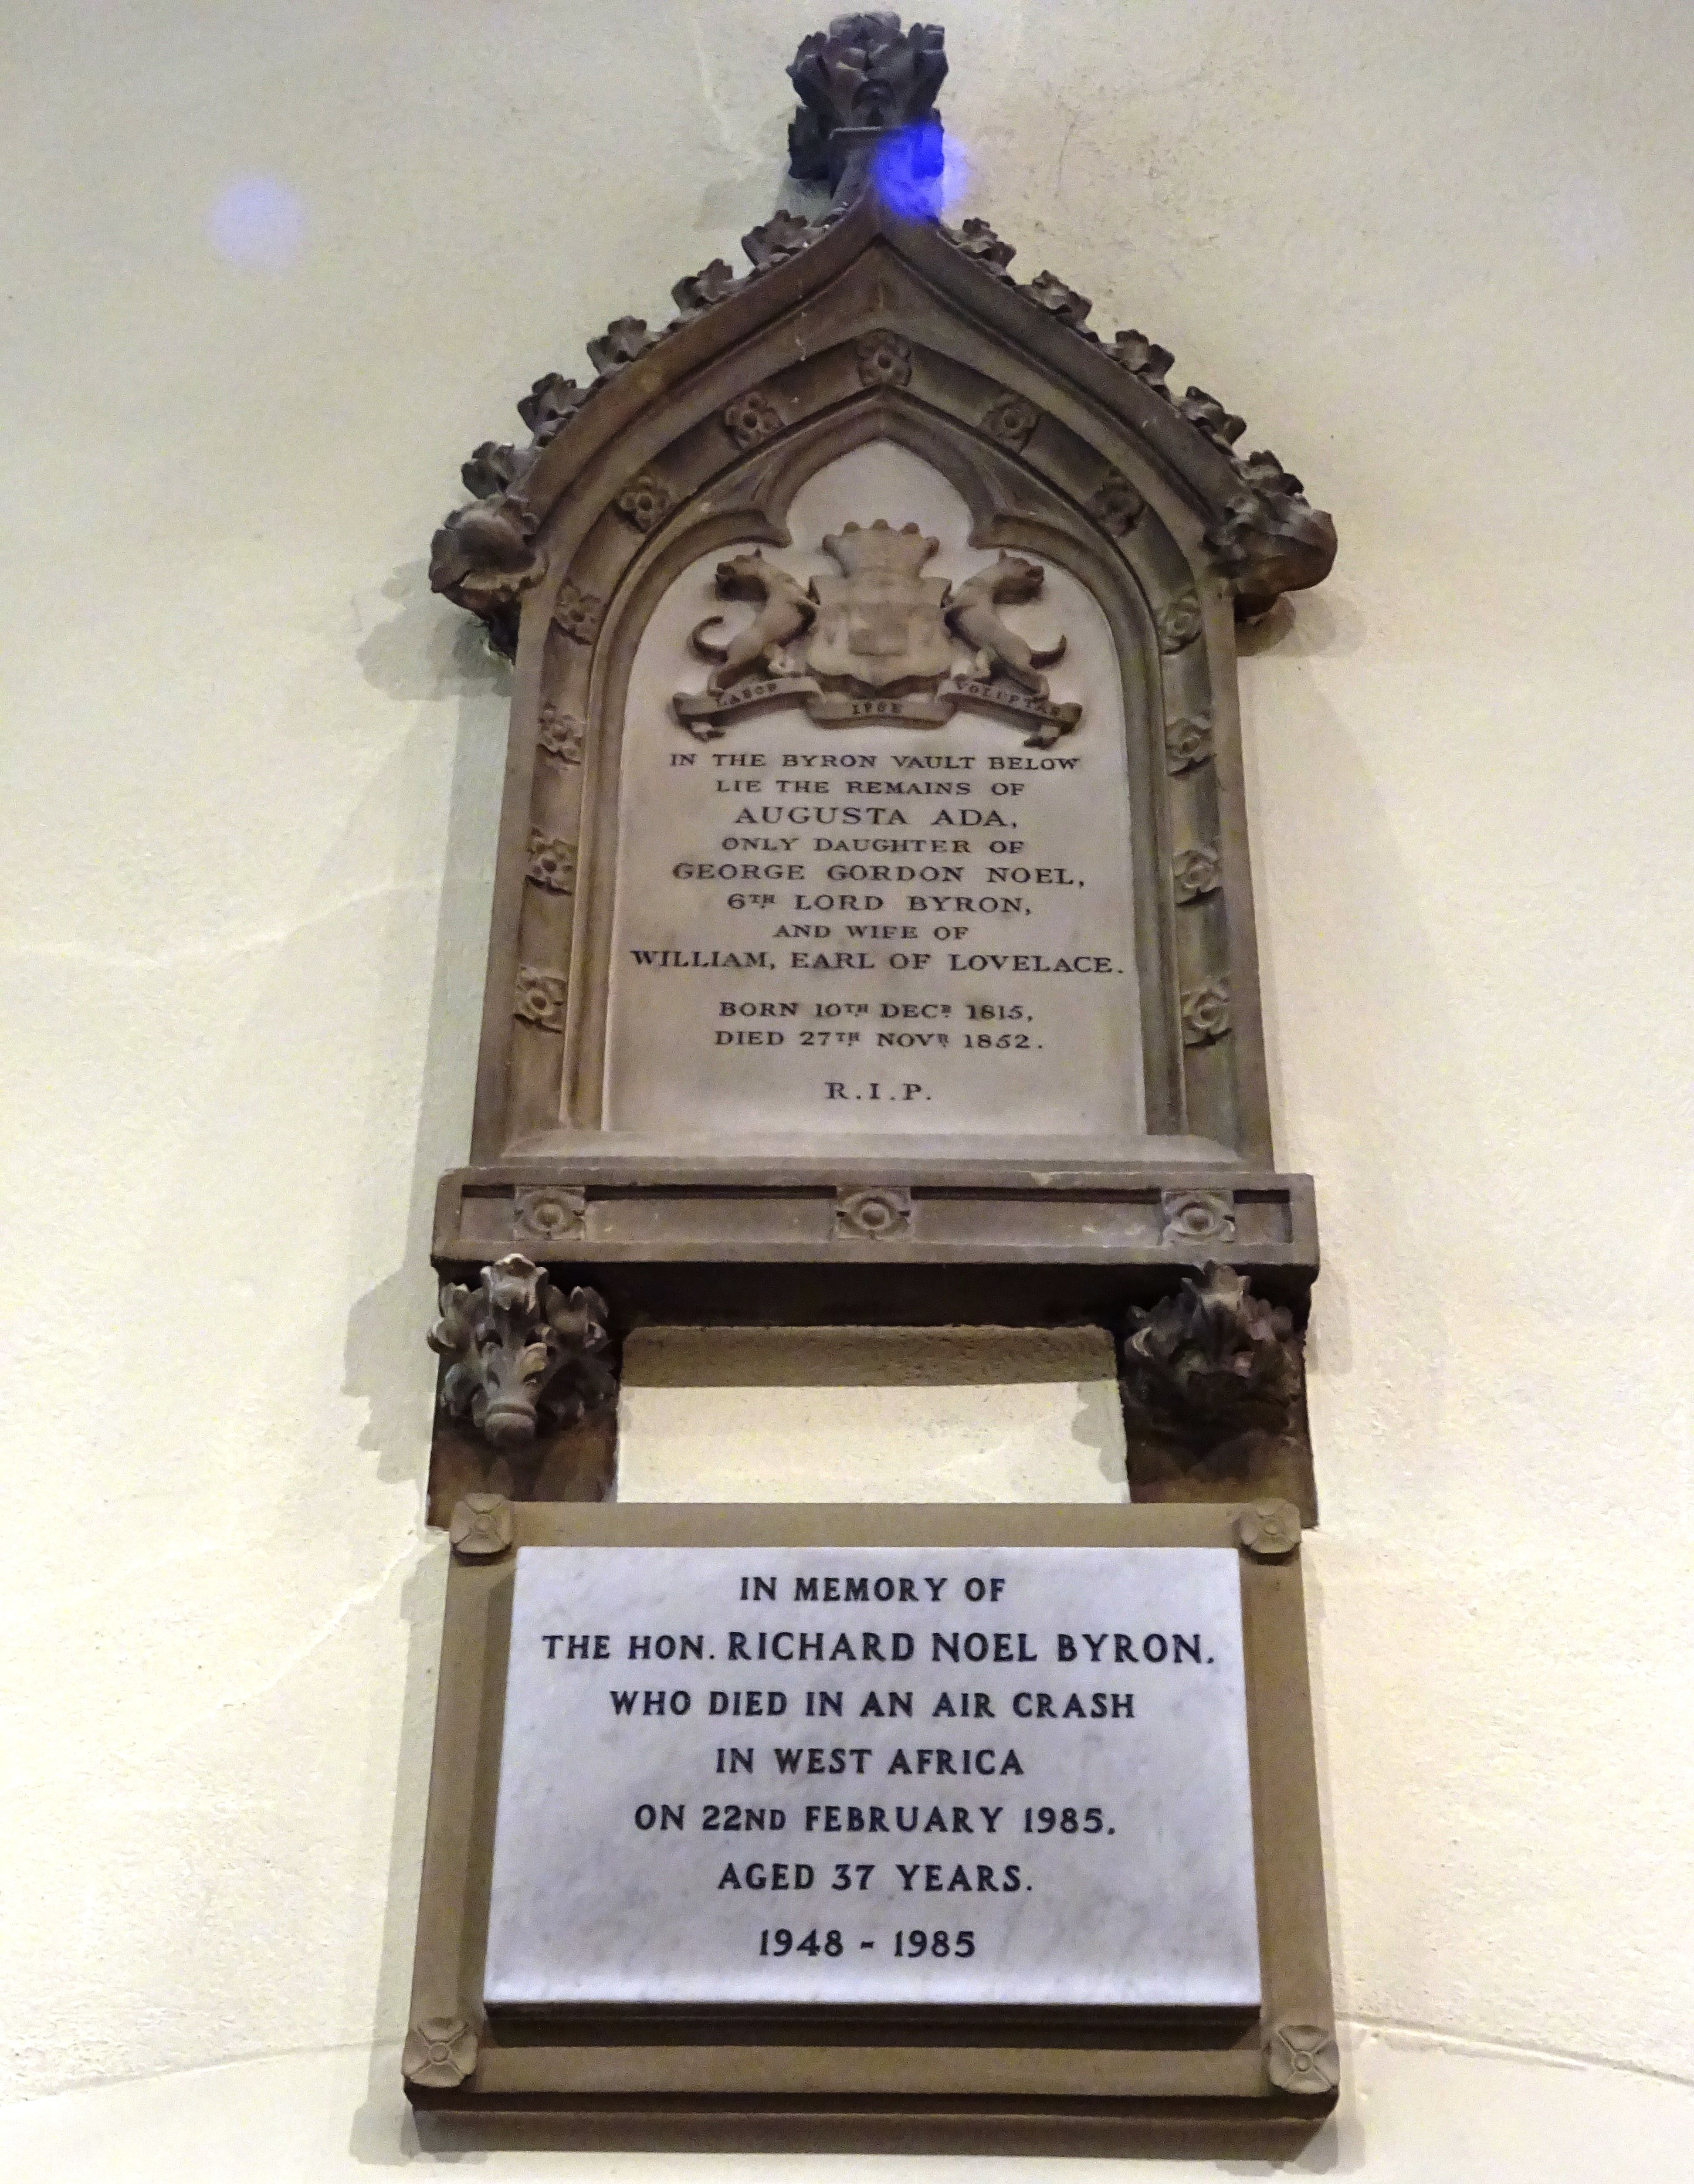 LABOR IPSE VOLUPTAS
IN THE BYRON VAULT BELOW
LIE THE REMAINS OF
AUGUSTA ADA,
ONLY DAUGHTER OF
GEORGE GORDON NOEL,
6TH LORD BYRON,
AND WIFE OF
WILLIAM, EARL OF LOVELACE.
BORN 10TH DECR 1815,
DIED 27TH NOVR 1852.
R.I.P.
IN MEMORY OF
THE HON. RICHARD NOEL BYRON.
WHO DIED IN AN AIR CRASH
IN WEST AFRICA
ON 22ND FEBRUARY 1985.
AGED 37 YEARS.
1948 - 1985